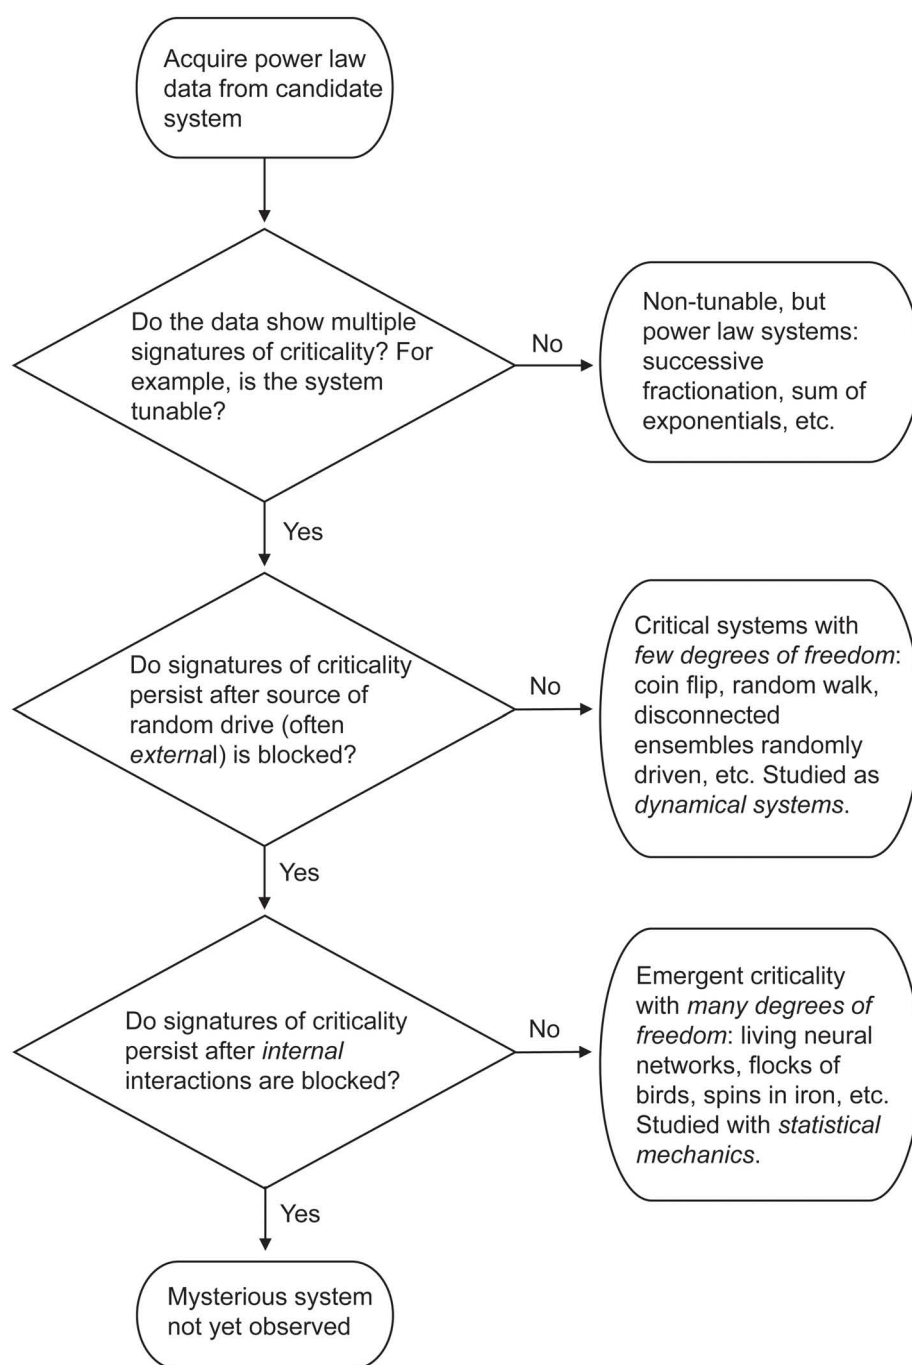 Acquire power law
data from candidate
system
Do the data show multiple
signatures of criticality? For
example, is the system
tunable?
No
Non-tunable, but
power law systems:
successive
fractionation, sum of
exponentials, etc.
Yes
Do signatures of criticality
persist after source of
random drive (often
external) is blocked?
No
Critical systems with
few degrees of freedom:
coin flip, random walk,
disconnected
ensembles randomly
driven, etc. Studied as
dynamical systems.
Yes
Do signatures of criticality
persist after internal
interactions are blocked?
No
Emergent criticality
with many degrees of
freedom: living neural
networks, flocks of
birds, spins in iron, etc.
Studied with statistical
mechanics.
Yes
Mysterious system
not yet observed